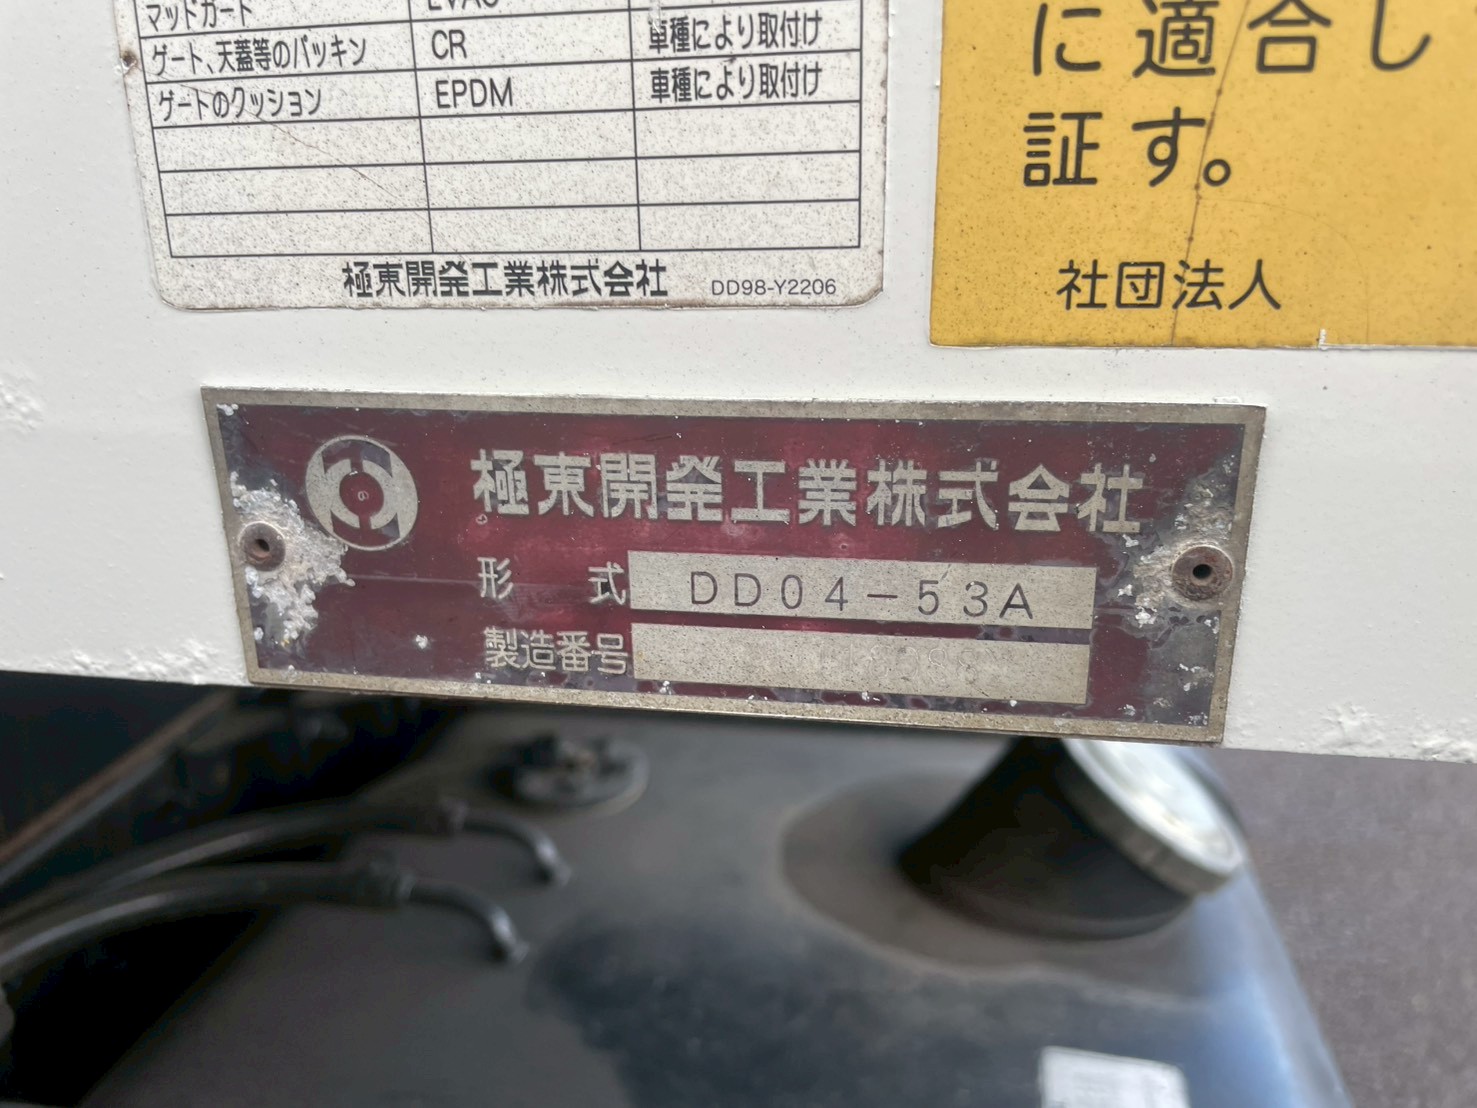 マッドガード
ゲート、天蓋等のパッキン CR 車種により取付け
ゲートのクッション EPDM 車種により取付け
極東開発工業株式会社 DD98-Y2206
に適合し
証す。
社団法人
極東開発工業株式会社
形式 DD04-53A
製造番号